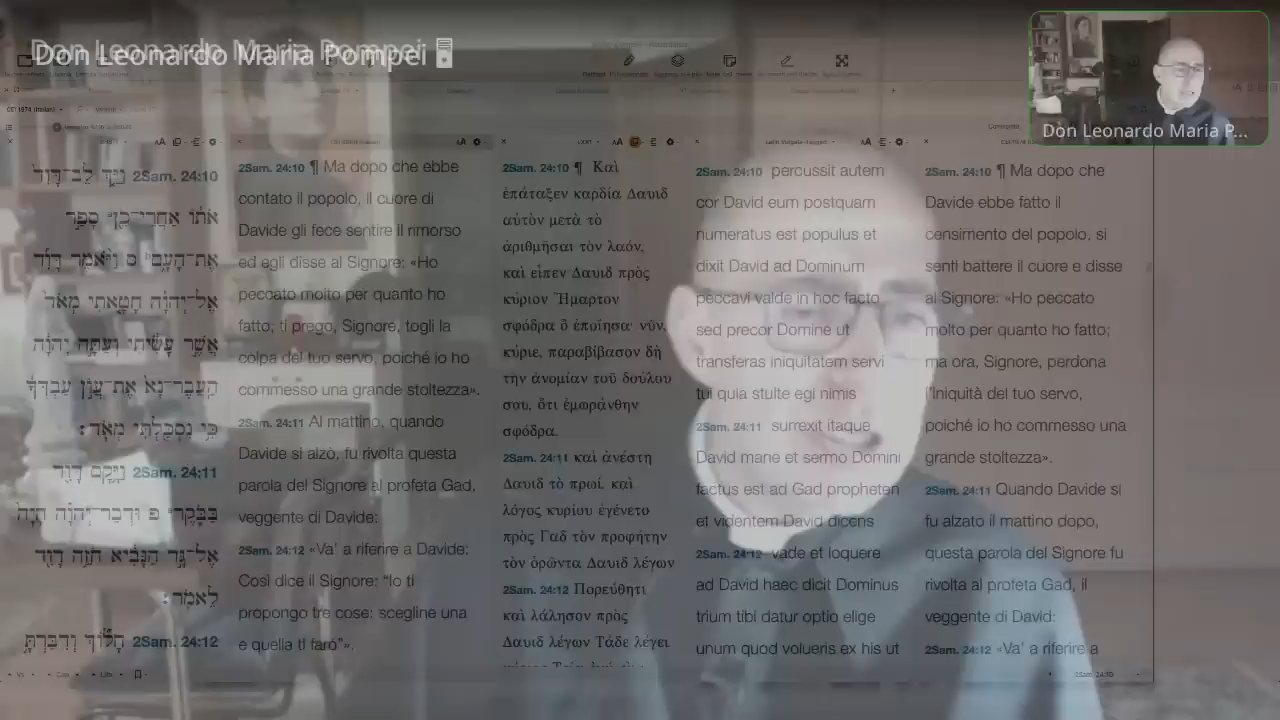 Don Leonardo Maria Pompei
Don Leonardo Maria P...
2Sam. 24:10 וַיַּ֤ךְ לֵב־דָּוִד֙
אֹת֔וֹ אַחֲרֵי־כֵ֖ן סָפַ֣ר
אֶת־הָעָ֑ם ס וַיֹּ֨אמֶר דָּוִ֜ד
אֶל־יְהוָ֗ה חָטָ֤אתִי מְאֹד֙
אֲשֶׁ֣ר עָשִׂ֔יתִי וְעַתָּ֣ה יְהוָ֔ה
הַֽעֲבֶר־נָא֙ אֶת־עֲוֺ֣ן עַבְדְּךָ֔
כִּ֥י נִסְכַּ֖לְתִּי מְאֹֽד׃
2Sam. 24:11 וַיָּ֥קָם דָּוִ֖ד
בַּבֹּ֑קֶר פ וּדְבַר־יְהוָ֗ה הָיָה֙
אֶל־גָּ֣ד הַנָּבִ֔יא חֹזֵ֥ה דָוִ֖ד
לֵאמֹֽר׃
2Sam. 24:12 הָל֞וֹךְ וְדִבַּרְתָּ֣
2Sam. 24:10 ¶ Ma dopo che ebbe
contato il popolo, il cuore di
Davide gli fece sentire il rimorso
ed egli disse al Signore: «Ho
peccato molto per quanto ho
fatto; ti prego, Signore, togli la
colpa del tuo servo, poiché io ho
commesso una grande stoltezza».
2Sam. 24:11 Al mattino, quando
Davide si alzò, fu rivolta questa
parola del Signore al profeta Gad,
veggente di Davide:
2Sam. 24:12 «Va’ a riferire a Davide:
Così dice il Signore: “Io ti
propongo tre cose: scegline una
e quella ti farò”».
2Sam. 24:10 ¶ Καὶ
ἐπάταξεν καρδία Δαυιδ
αὐτὸν μετὰ τὸ
ἀριθμῆσαι τὸν λαόν,
καὶ εἶπεν Δαυιδ πρὸς
κύριον Ἥμαρτον
σφόδρα ὃ ἐποίησα· νῦν,
κύριε, παραβίβασον δὴ
τὴν ἀνομίαν τοῦ δούλου
σου, ὅτι ἐμωράνθην
σφόδρα.
2Sam. 24:11 καὶ ἀνέστη
Δαυιδ τὸ πρωί. καὶ
λόγος κυρίου ἐγένετο
πρὸς Γαδ τὸν προφήτην
τὸν ὁρῶντα Δαυιδ λέγων
2Sam. 24:12 Πορεύθητι
καὶ λάλησον πρὸς
Δαυιδ λέγων Τάδε λέγει
2Sam. 24:10 percussit autem
cor David eum postquam
numeratus est populus et
dixit David ad Dominum
peccavi valde in hoc facto
sed precor Domine ut
transferas iniquitatem servi
tui quia stulte egi nimis
2Sam. 24:11 surrexit itaque
David mane et sermo Domini
factus est ad Gad propheten
et videntem David dicens
2Sam. 24:12 vade et loquere
ad David haec dicit Dominus
trium tibi datur optio elige
unum quod volueris ex his ut
2Sam. 24:10 ¶ Ma dopo che
Davide ebbe fatto il
censimento del popolo, si
sentì battere il cuore e disse
al Signore: «Ho peccato
molto per quanto ho fatto;
ma ora, Signore, perdona
l’iniquità del tuo servo,
poiché io ho commesso una
grande stoltezza».
2Sam. 24:11 Quando Davide si
fu alzato il mattino dopo,
questa parola del Signore fu
rivolta al profeta Gad, il
veggente di Davide:
2Sam. 24:12 «Va’ a riferire a
2Sam. 24:10